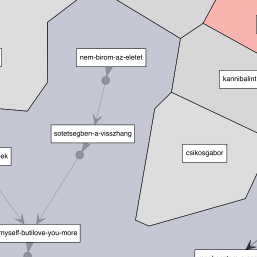 nem-birom-az-eletet
kannibalint
sotetsegben-a-visszhang
csikosgabor
ek
myself-butilove-you-more